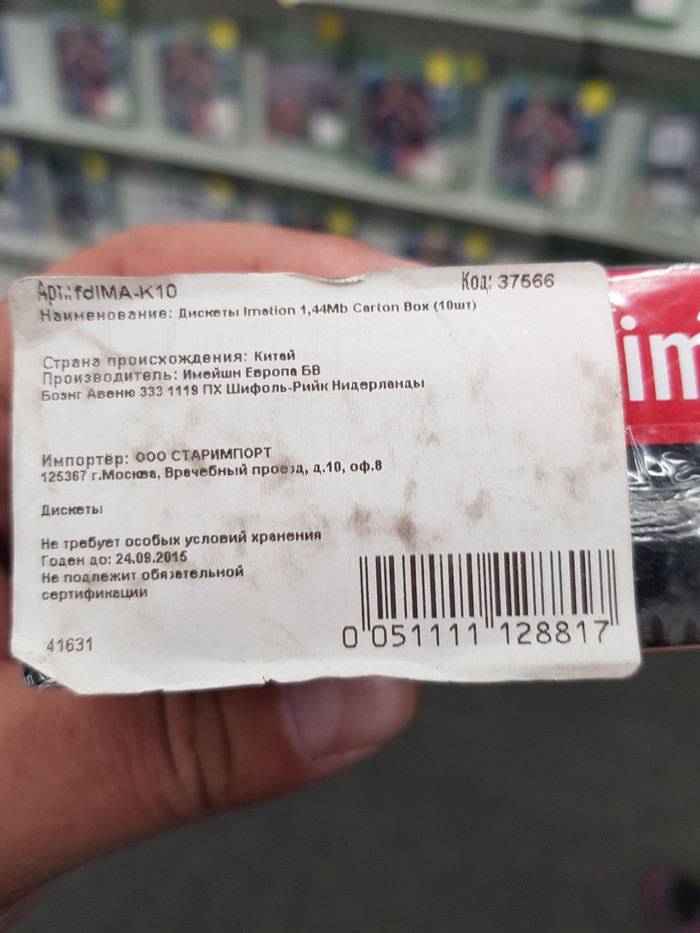 Арт.: fdIMA-K10
Код: 37566
Наименование: Дискеты Imation 1,44Mb Carton Box (10шт)
Страна происхождения: Китай
Производитель: Имейшн Европа БВ
Боэнг Авеню 333 1119 ПХ Шифоль-Рийк Нидерланды
Импортёр: ООО СТАРИМПОРТ
125367 г.Москва, Врачебный проезд, д.10, оф.8
Дискеты
Не требует особых условий хранения
Годен до: 24.09.2015
Не подлежит обязательной
сертификации
41631
0 051111 128817
im